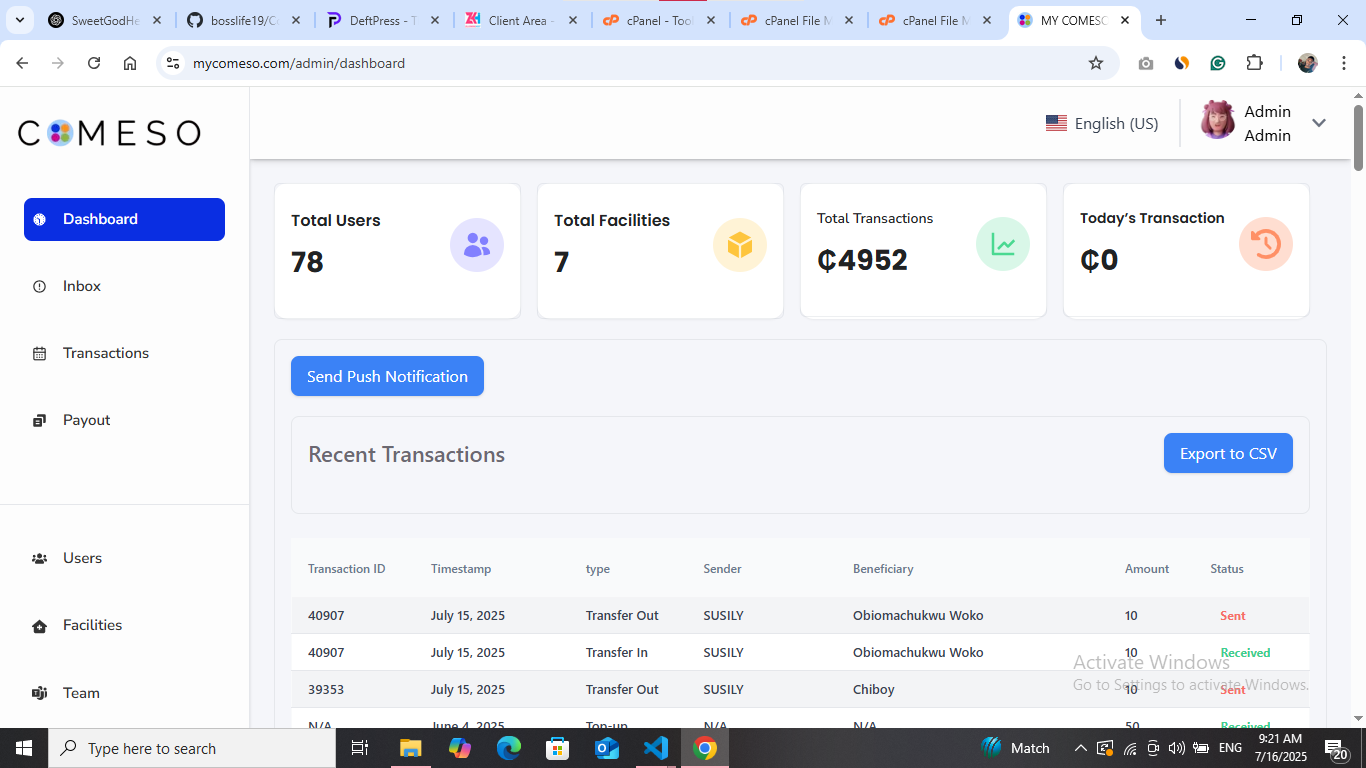 SweetGodHe
bosslife19/Co
DeftPress - T
Client Area -
cPanel - Tool
cPanel File M
cPanel File M
MY COMESO
mycomeso.com/admin/dashboard
COMESO
English (US)
Admin
Admin
Dashboard
Inbox
Transactions
Payout
Users
Facilities
Team
Total Users
78
Total Facilities
7
Total Transactions
₵4952
Today's Transaction
₵0
Send Push Notification
Recent Transactions
Export to CSV
Transaction ID Timestamp type Sender Beneficiary Amount Status
40907 July 15, 2025 Transfer Out SUSILY Obiomachukwu Woko 10 Sent
40907 July 15, 2025 Transfer In SUSILY Obiomachukwu Woko 10 Received
39353 July 15, 2025 Transfer Out SUSILY Chiboy 10 Sent
N/A June 4, 2025 Top-up N/A N/A 50 Received
Activate Windows
Go to Settings to activate Windows.
Type here to search
Match
ENG
9:21 AM
7/16/2025
20